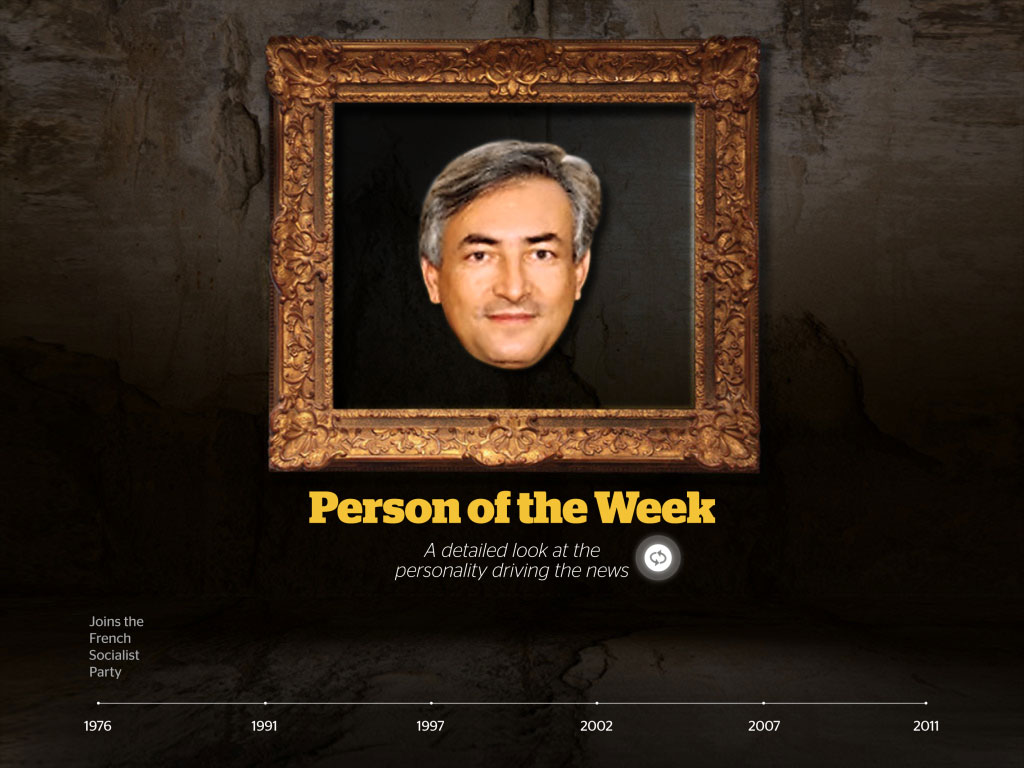 Person of the Week
A detailed look at the
personality driving the news
Joins the
French
Socialist
Party
1976 1991 1997 2002 2007 2011